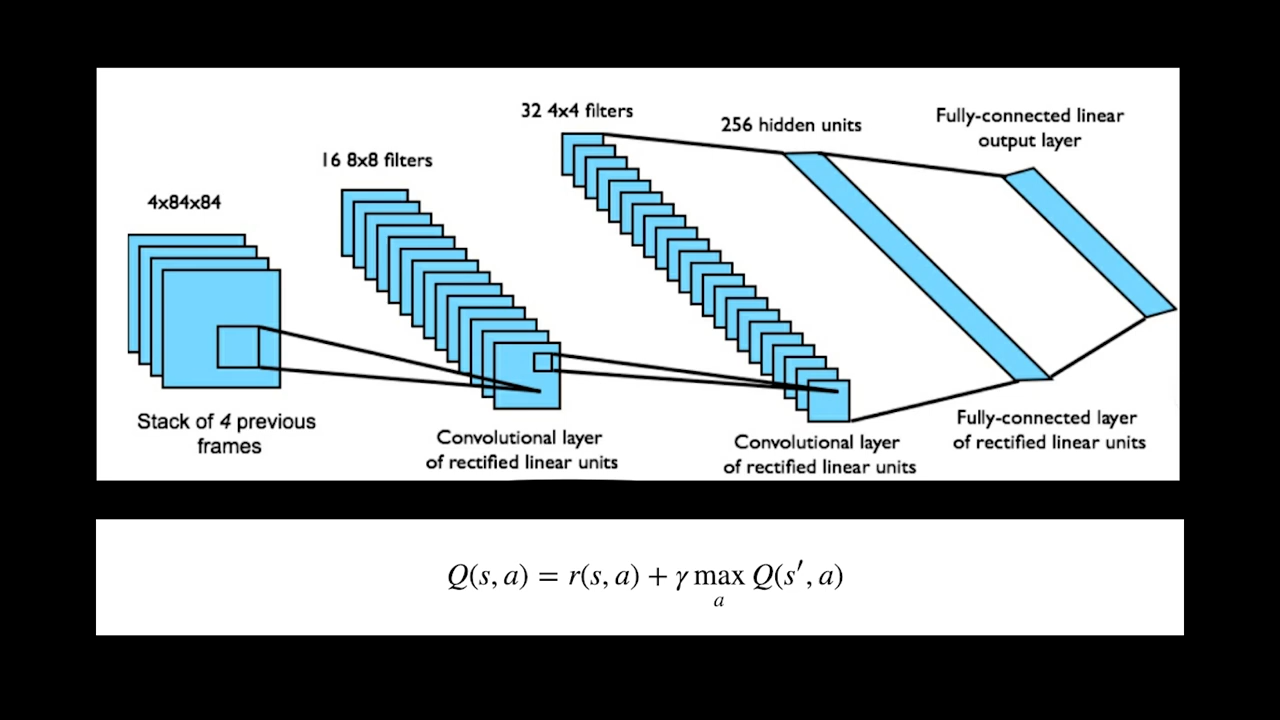 4x84x84
Stack of 4 previous
frames
16 8x8 filters
Convolutional layer
of rectified linear units
32 4x4 filters
Convolutional layer
of rectified linear units
256 hidden units
Fully-connected layer
of rectified linear units
Fully-connected linear
output layer
Q(s, a) = r(s, a) + γ max Q(s′, a)
a